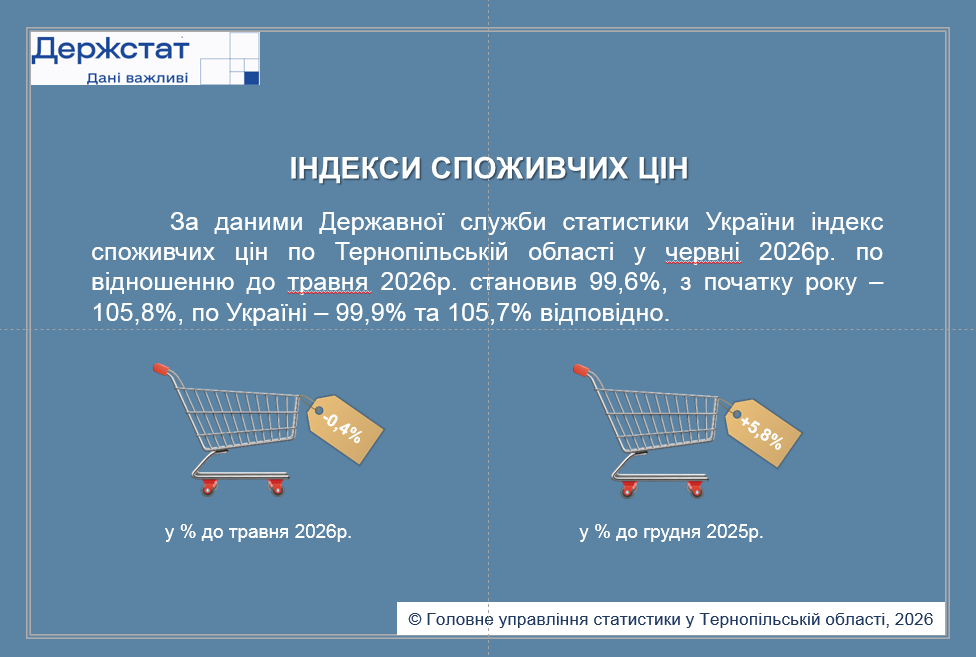 Держстат
Дані важливі
ІНДЕКСИ СПОЖИВЧИХ ЦІН
За даними Державної служби статистики України індекс
споживчих цін по Тернопільській області у червні 2026р. по
відношенню до травня 2026р. становив 99,6%, з початку року –
105,8%, по Україні – 99,9% та 105,7% відповідно.
-0,4%
+5,8%
у % до травня 2026р.
у % до грудня 2025р.
© Головне управління статистики у Тернопільській області, 2026